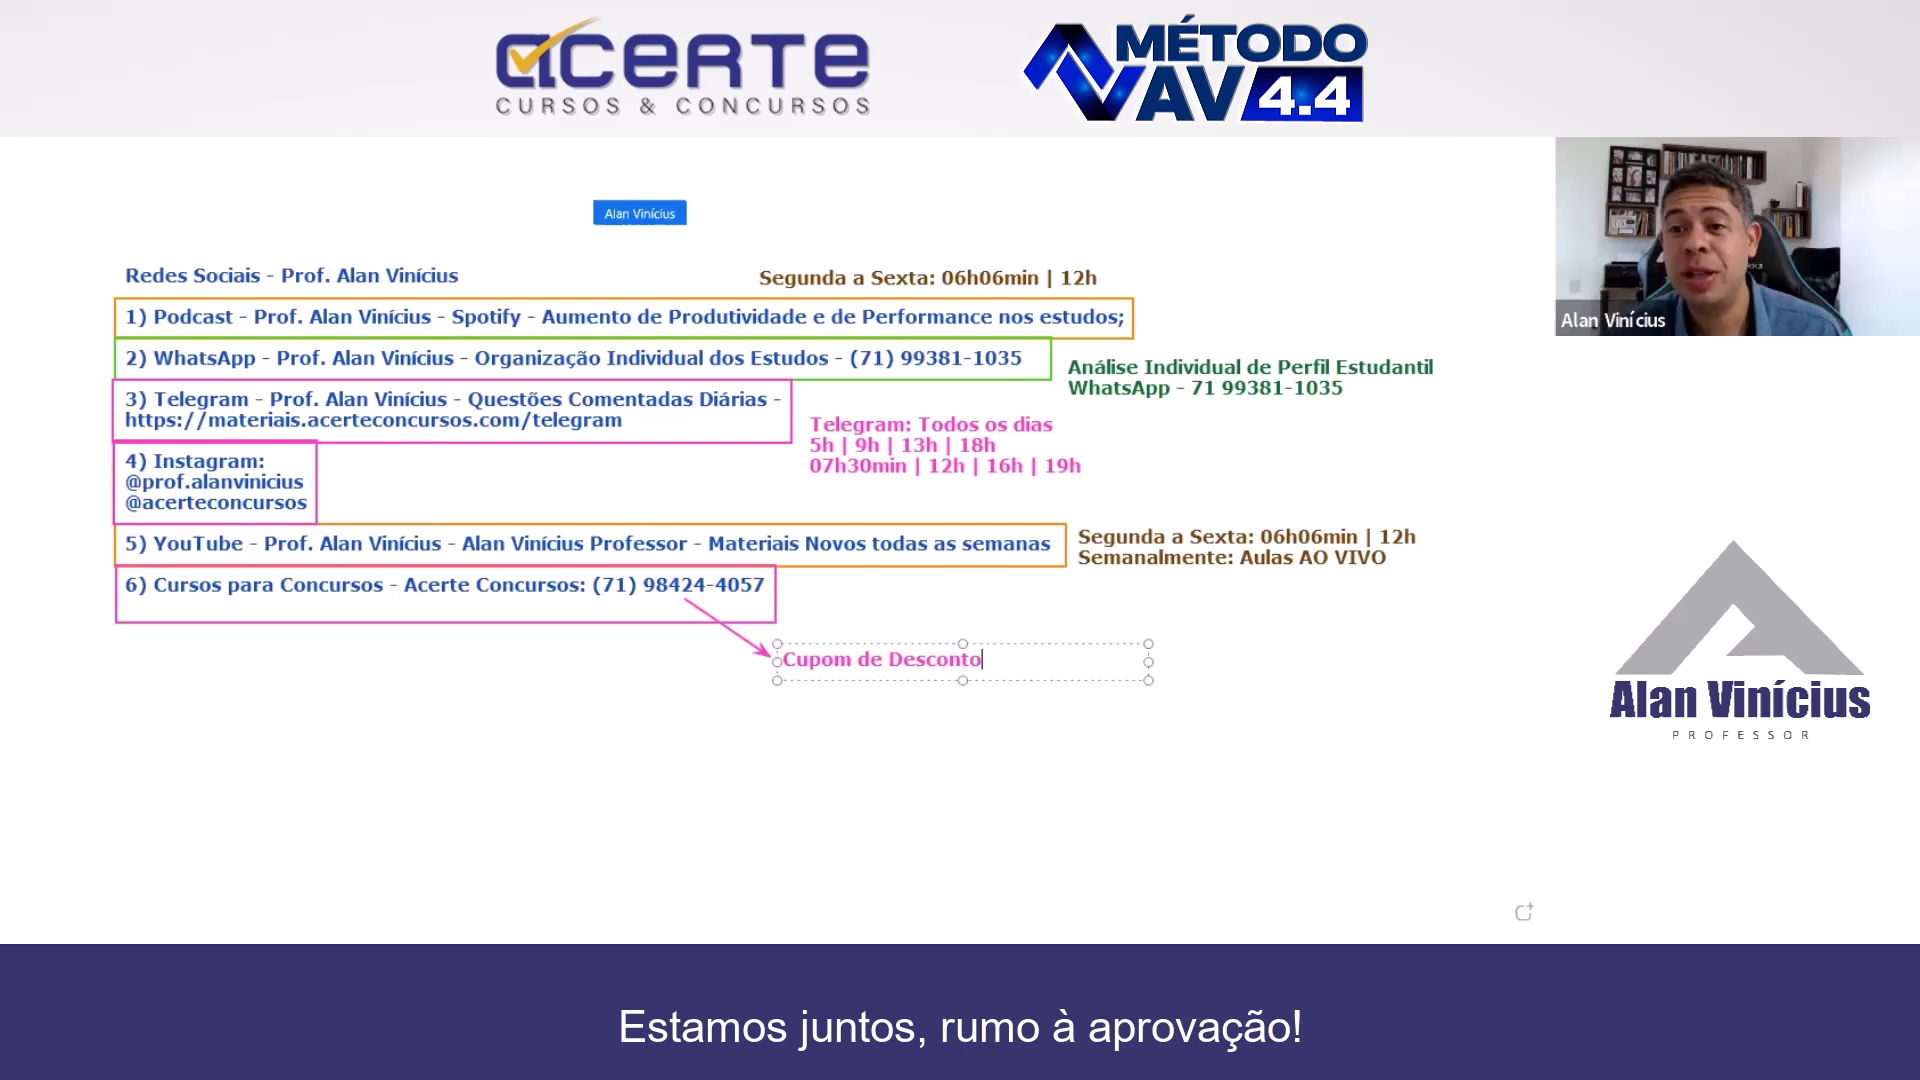 acerte
CURSOS & CONCURSOS
MÉTODO
AV 4.4
Alan Vinícius
Alan Vinícius
Redes Sociais - Prof. Alan Vinícius
Segunda a Sexta: 06h06min | 12h
1) Podcast - Prof. Alan Vinícius - Spotify - Aumento de Produtividade e de Performance nos estudos;
2) WhatsApp - Prof. Alan Vinícius - Organização Individual dos Estudos - (71) 99381-1035
Análise Individual de Perfil Estudantil
WhatsApp - 71 99381-1035
3) Telegram - Prof. Alan Vinícius - Questões Comentadas Diárias -
https://materiais.acerteconcursos.com/telegram
Telegram: Todos os dias
5h | 9h | 13h | 18h
07h30min | 12h | 16h | 19h
4) Instagram:
@prof.alanvinicius
@acerteconcursos
5) YouTube - Prof. Alan Vinícius - Alan Vinícius Professor - Materiais Novos todas as semanas
Segunda a Sexta: 06h06min | 12h
Semanalmente: Aulas AO VIVO
6) Cursos para Concursos - Acerte Concursos: (71) 98424-4057
Cupom de Desconto
Alan Vinícius
PROFESSOR
Estamos juntos, rumo à aprovação!